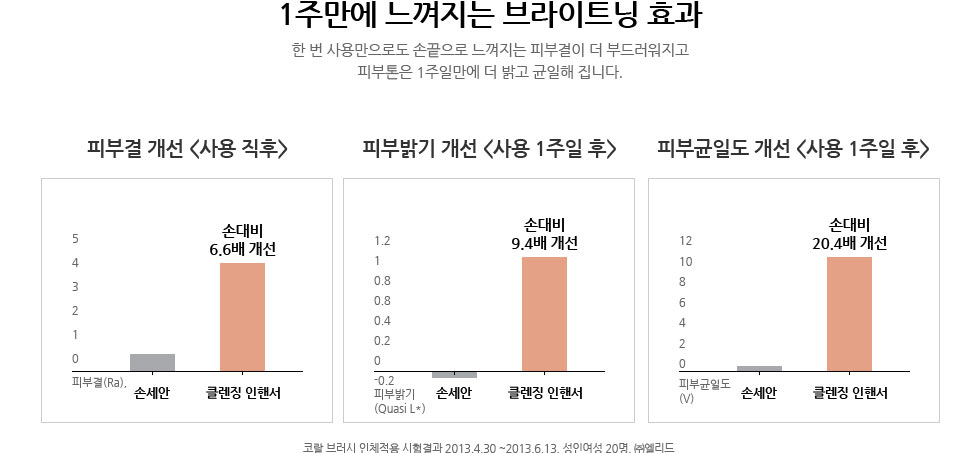 1주만에 느껴지는 브라이트닝 효과
한 번 사용만으로도 손끝으로 느껴지는 피부결이 더 부드러워지고
피부톤은 1주일만에 더 밝고 균일해 집니다.
피부결 개선 <사용 직후>
손대비
6.6배 개선
5
4
3
2
1
0
피부결(Ra),
손세안
클렌징 인핸서
피부밝기 개선 <사용 1주일 후>
손대비
9.4배 개선
1.2
1
0.8
0.8
0.4
0.2
0
-0.2
피부밝기
(Quasi L*)
손세안
클렌징 인핸서
피부균일도 개선 <사용 1주일 후>
손대비
20.4배 개선
12
10
8
6
4
2
0
피부균일도
(V)
손세안
클렌징 인핸서
코랄 브러시 인체적용 시험결과 2013.4.30 ~2013.6.13. 성인여성 20명. ㈜엘리드